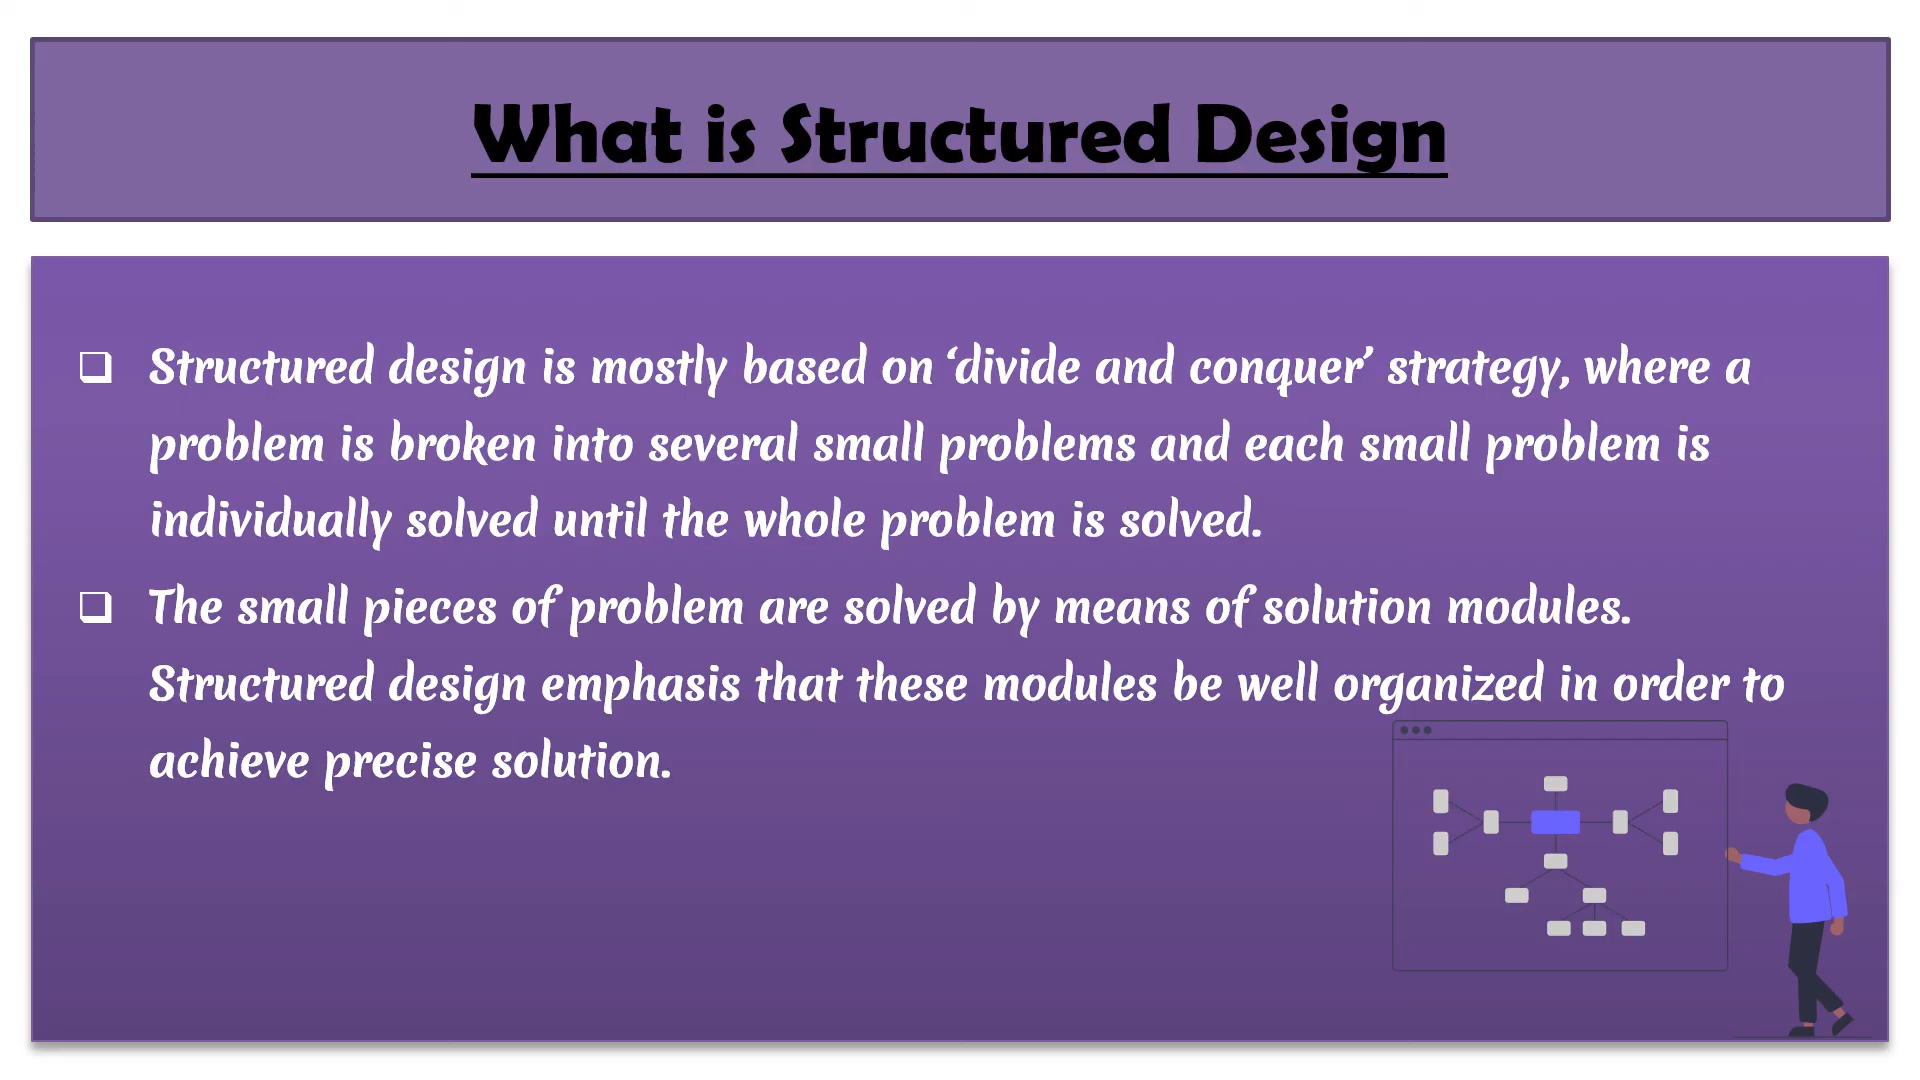 What is Structured Design
Structured design is mostly based on ‘divide and conquer’ strategy, where a
problem is broken into several small problems and each small problem is
individually solved until the whole problem is solved.
The small pieces of problem are solved by means of solution modules.
Structured design emphasis that these modules be well organized in order to
achieve precise solution.